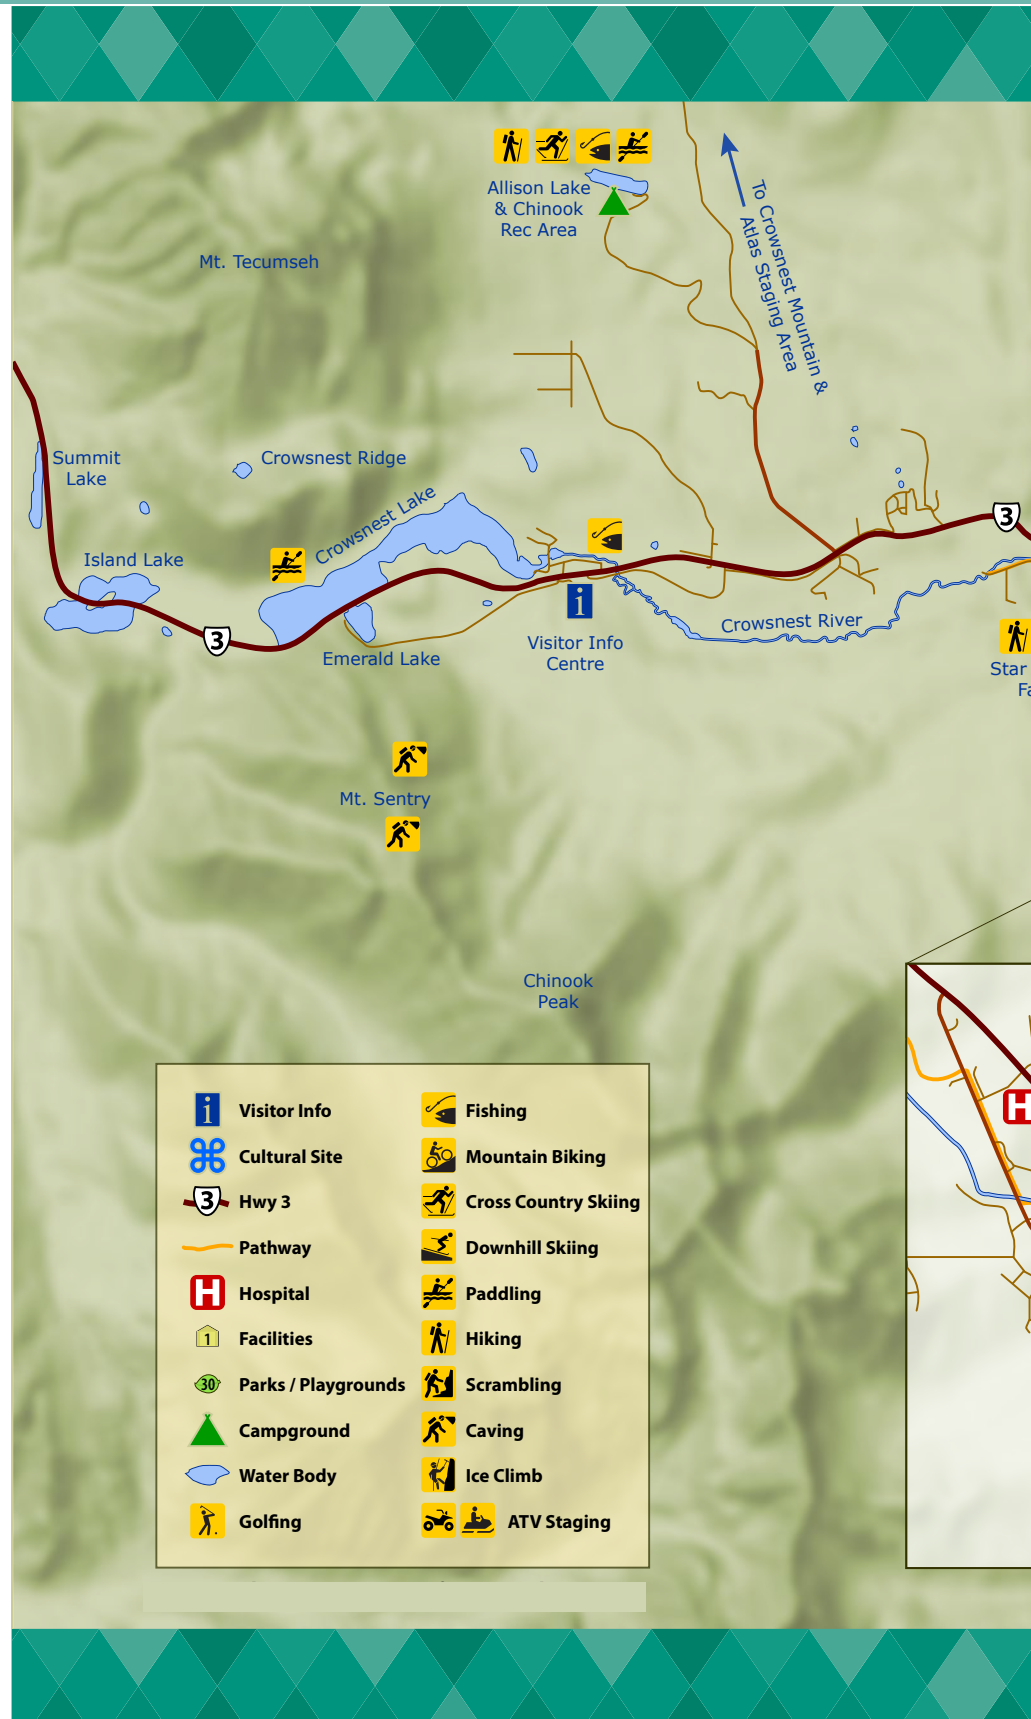 Allison Lake
& Chinook
Rec Area
To Crowsnest Mountain &
Atlas Staging Area
Mt. Tecumseh
Summit
Lake
Crowsnest Ridge
Crowsnest Lake
3
Island Lake
3
Crowsnest River
Visitor Info
Centre
Emerald Lake
Star
Fa
Mt. Sentry
Chinook
Peak
H
Visitor Info
Cultural Site
3 Hwy 3
Pathway
H Hospital
1 Facilities
30 Parks / Playgrounds
Campground
Water Body
Golfing
Fishing
Mountain Biking
Cross Country Skiing
Downhill Skiing
Paddling
Hiking
Scrambling
Caving
Ice Climb
ATV Staging